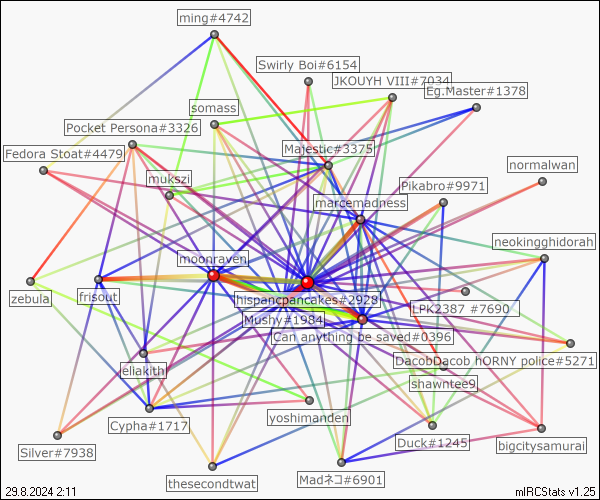 ming#4742
Swirly Boi#6154
JKOUYH VIII#7034
Eg.Master#1378
somass
Pocket Persona#3326
Majestic#3375
Fedora Stoat#4479
normalwan
mukszi
Pikabro#9971
marcemadness
neokingghidorah
moonraven
zebula
frisout
hispancpancakes#2928
LPK2387 #7690
Mushy#1984
Can anything be saved#0396
DacobDacob hORNY police#5271
eliakith
shawntee9
Cypha#1717
yoshimanden
Duck#1245
bigcitysamurai
Silver#7938
thesecondtwat
Madネコ#6901
29.8.2024 2:11
mIRCStats v1.25